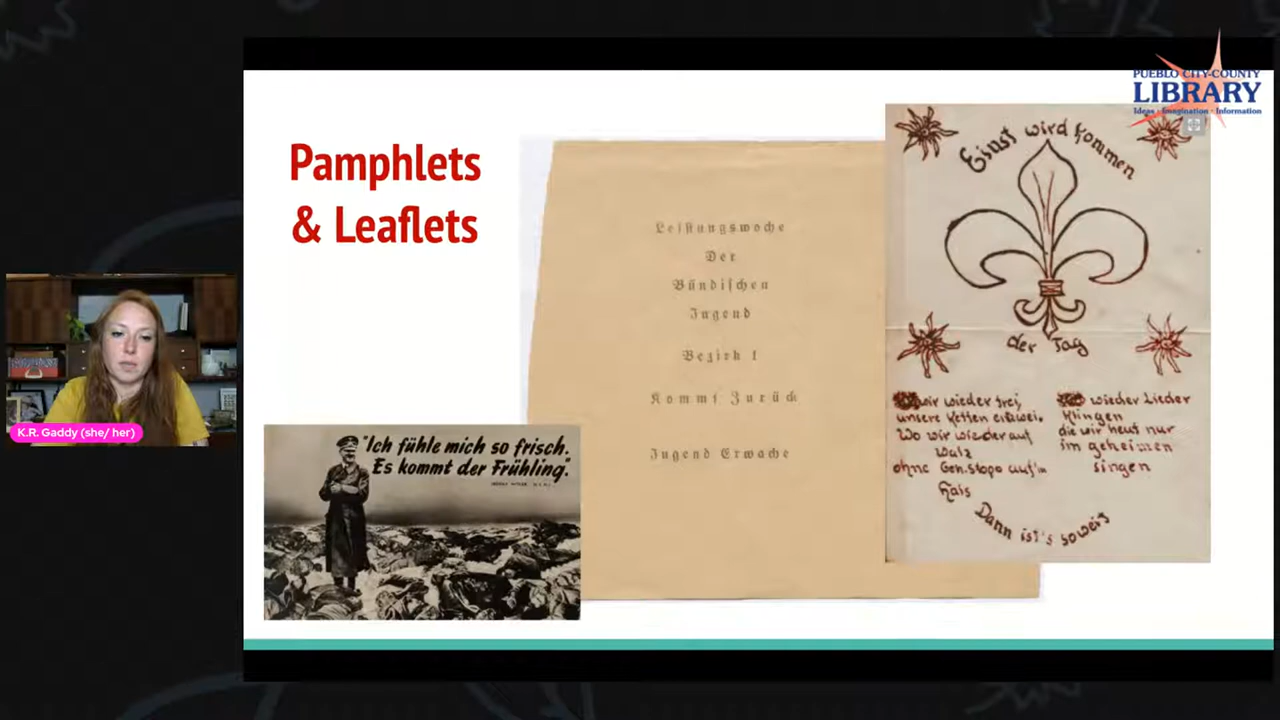 PUEBLO CITY-COUNTY
LIBRARY
Ideas · Imagination · Information
Pamphlets
& Leaflets
K.R. Gaddy (she/ her)
"Ich fühle mich so frisch.
Es kommt der Frühling".
Leistungswoche
Der
Bündischen
Jugend
Bezirk I
Kommt Zurück
Jugend Erwache
Einst wird kommen
der Tag
wir wieder frei,
unsere Ketten entzwei.
Wo wir wieder auf
Walz
ohne Gestapo auf'm
Hals
wieder Lieder
klingen
die wir heut nur
im geheimen
singen
Dann ist's soweit